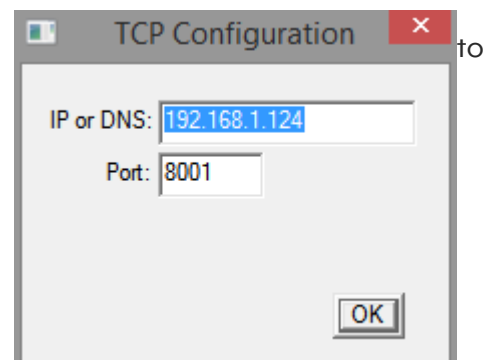 TCP Configuration
to
IP or DNS: 192.168.1.124
Port: 8001
OK